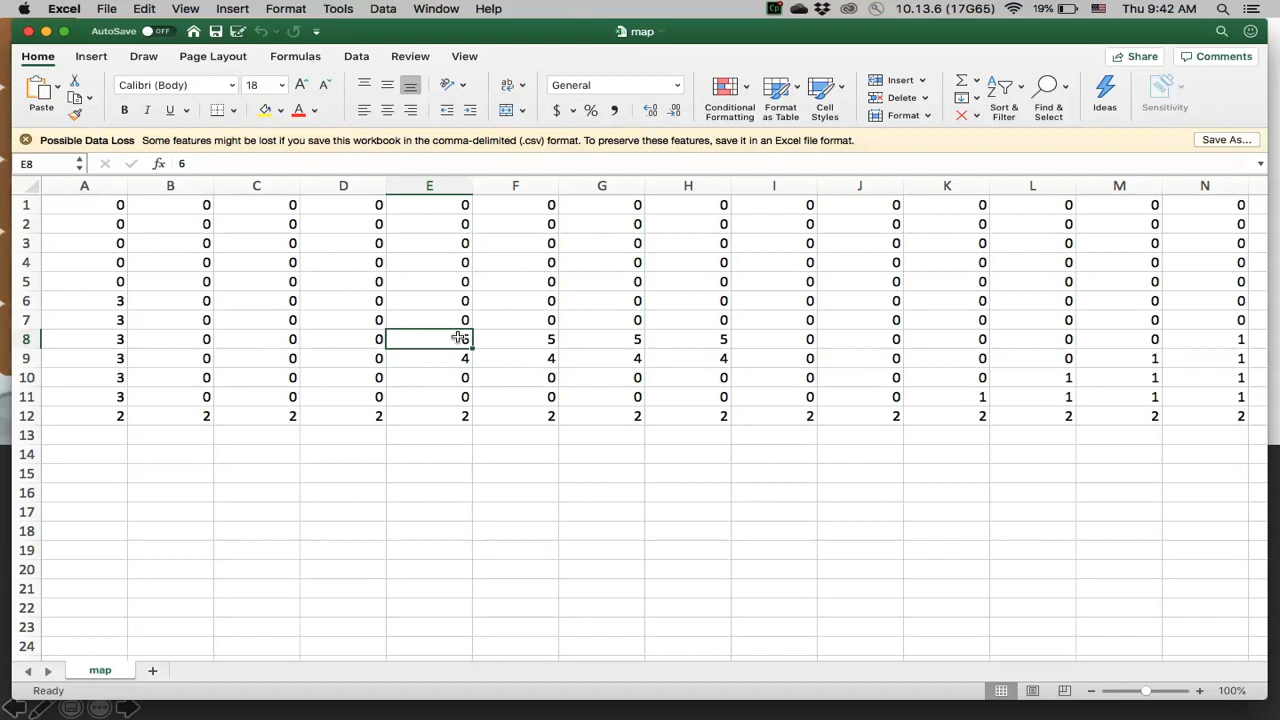 Excel File Edit View Insert Format Tools Data Window Help 10.13.6 (17G65) 19% Thu 9:42 AM
AutoSave OFF map
Home Insert Draw Page Layout Formulas Data Review View Share Comments
Paste Calibri (Body) 18 General Conditional Formatting Format as Table Cell Styles Insert Delete Format Sort & Filter Find & Select Ideas Sensitivity
Possible Data Loss Some features might be lost if you save this workbook in the comma-delimited (.csv) format. To preserve these features, save it in an Excel file format. Save As...
E8 fx 6
A B C D E F G H I J K L M N
1 0 0 0 0 0 0 0 0 0 0 0 0 0 0
2 0 0 0 0 0 0 0 0 0 0 0 0 0 0
3 0 0 0 0 0 0 0 0 0 0 0 0 0 0
4 0 0 0 0 0 0 0 0 0 0 0 0 0 0
5 0 0 0 0 0 0 0 0 0 0 0 0 0 0
6 3 0 0 0 0 0 0 0 0 0 0 0 0 0
7 3 0 0 0 0 0 0 0 0 0 0 0 0 0
8 3 0 0 0 6 5 5 5 0 0 0 0 0 1
9 3 0 0 0 4 4 4 4 0 0 0 0 1 1
10 3 0 0 0 0 0 0 0 0 0 0 1 1 1
11 3 0 0 0 0 0 0 0 0 0 1 1 1 1
12 2 2 2 2 2 2 2 2 2 2 2 2 2 2
13
14
15
16
17
18
19
20
21
22
23
24
map
Ready 100%